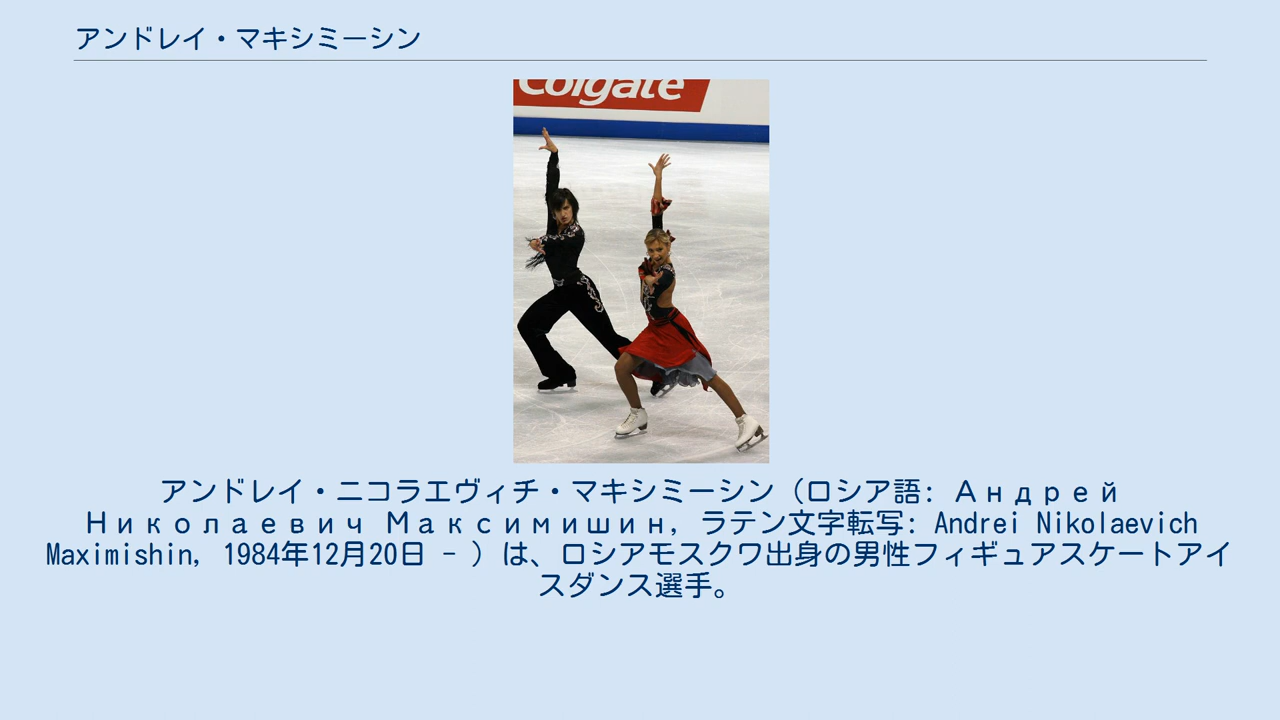 アンドレイ・マキシミーシン
Colgate
アンドレイ・ニコラエヴィチ・マキシミーシン（ロシア語: Андрей
Николаевич Максимишин, ラテン文字転写: Andrei Nikolaevich
Maximishin, 1984年12月20日 - ）は、ロシアモスクワ出身の男性フィギュアスケートアイ
スダンス選手。